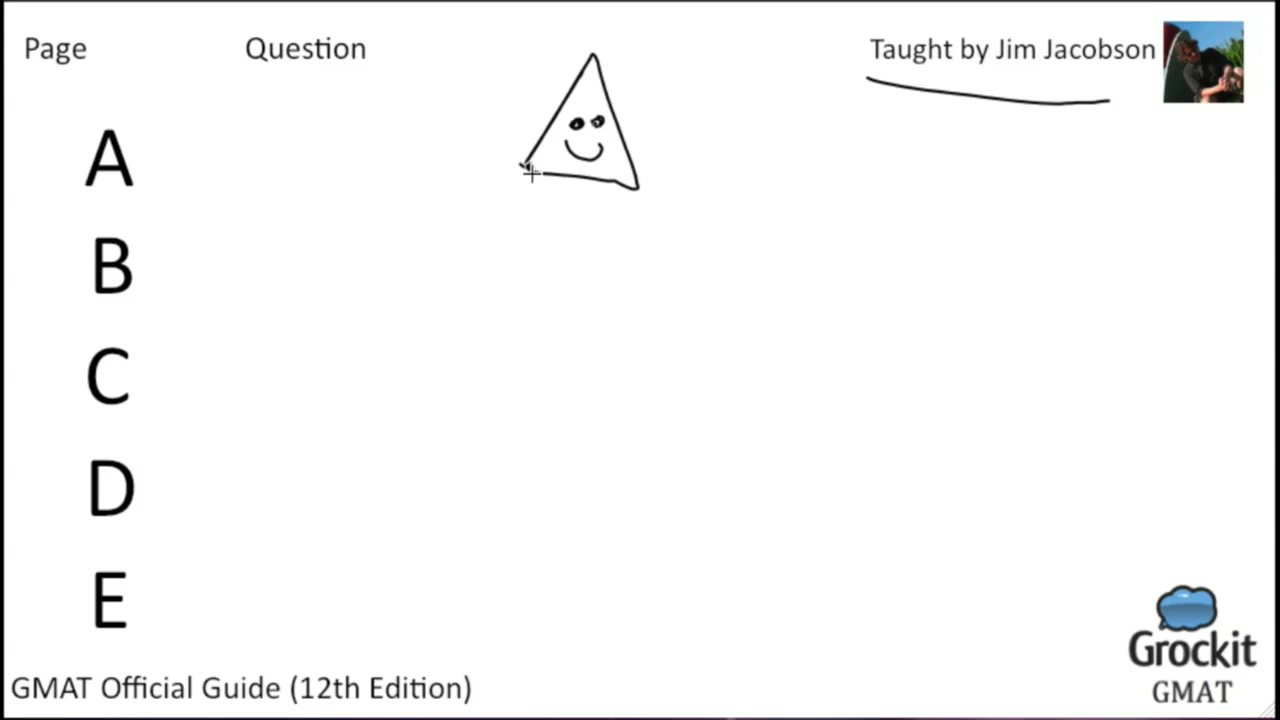 Page Question Taught by Jim Jacobson
A
B
C
D
E
GMAT Official Guide (12th Edition)
Grockit
GMAT